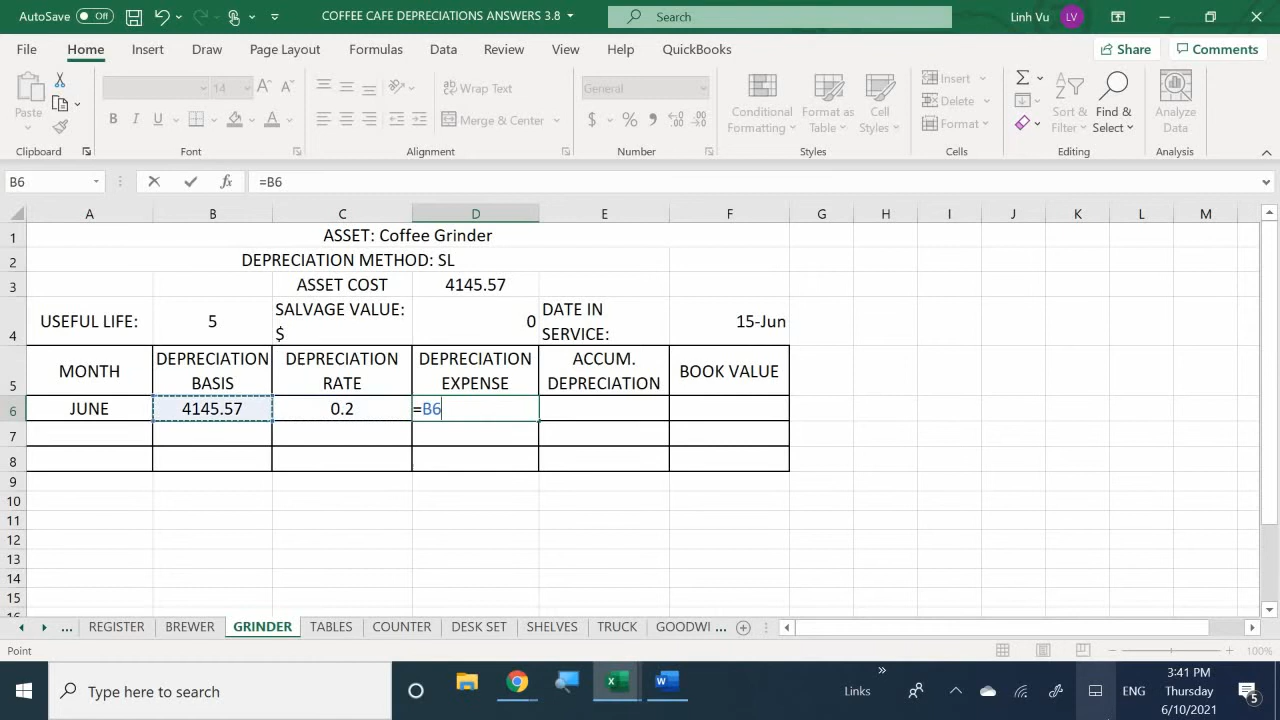 AutoSave Off COFFEE CAFE DEPRECIATIONS ANSWERS 3.8 Search Linh Vu LV
File Home Insert Draw Page Layout Formulas Data Review View Help QuickBooks Share Comments
Paste
Clipboard
14
B I U A
Font
Wrap Text
Merge & Center
Alignment
General
$ % ,
Number
Conditional Formatting
Format as Table
Cell Styles
Styles
Insert
Delete
Format
Cells
Sort & Filter
Find & Select
Editing
Analyze Data
Analysis
B6 fx =B6
A B C D E F G H I J K L M
1 ASSET: Coffee Grinder
2 DEPRECIATION METHOD: SL
3 ASSET COST 4145.57
4 USEFUL LIFE: 5 SALVAGE VALUE: $ 0 DATE IN SERVICE: 15-Jun
5 MONTH DEPRECIATION BASIS DEPRECIATION RATE DEPRECIATION EXPENSE ACCUM. DEPRECIATION BOOK VALUE
6 JUNE 4145.57 0.2 =B6
7
8
9
10
11
12
13
14
15
... REGISTER BREWER GRINDER TABLES COUNTER DESK SET SHELVES TRUCK GOODWI ...
Point 100%
Type here to search Links ENG 3:41 PM
Thursday
6/10/2021 5